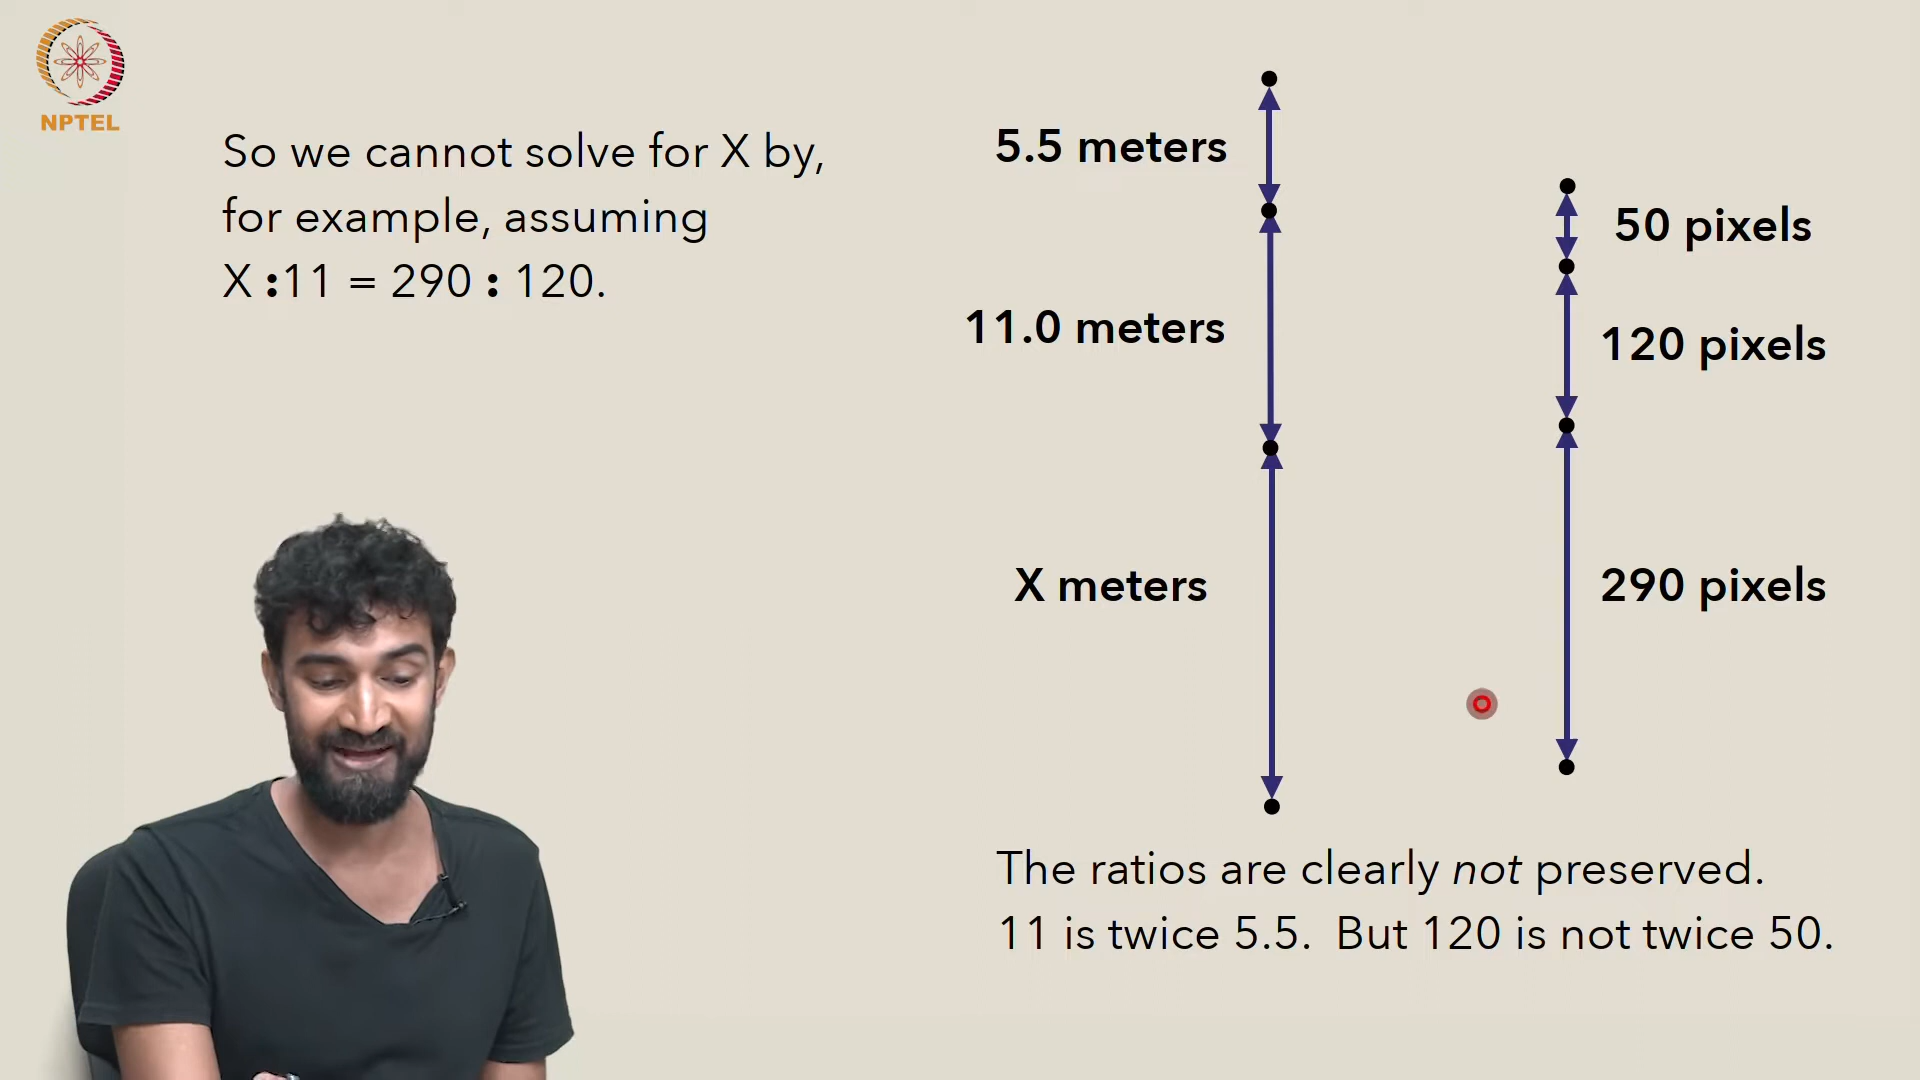 NPTEL
So we cannot solve for X by,
for example, assuming
X :11 = 290 : 120.
5.5 meters
11.0 meters
X meters
50 pixels
120 pixels
290 pixels
The ratios are clearly not preserved.
11 is twice 5.5. But 120 is not twice 50.